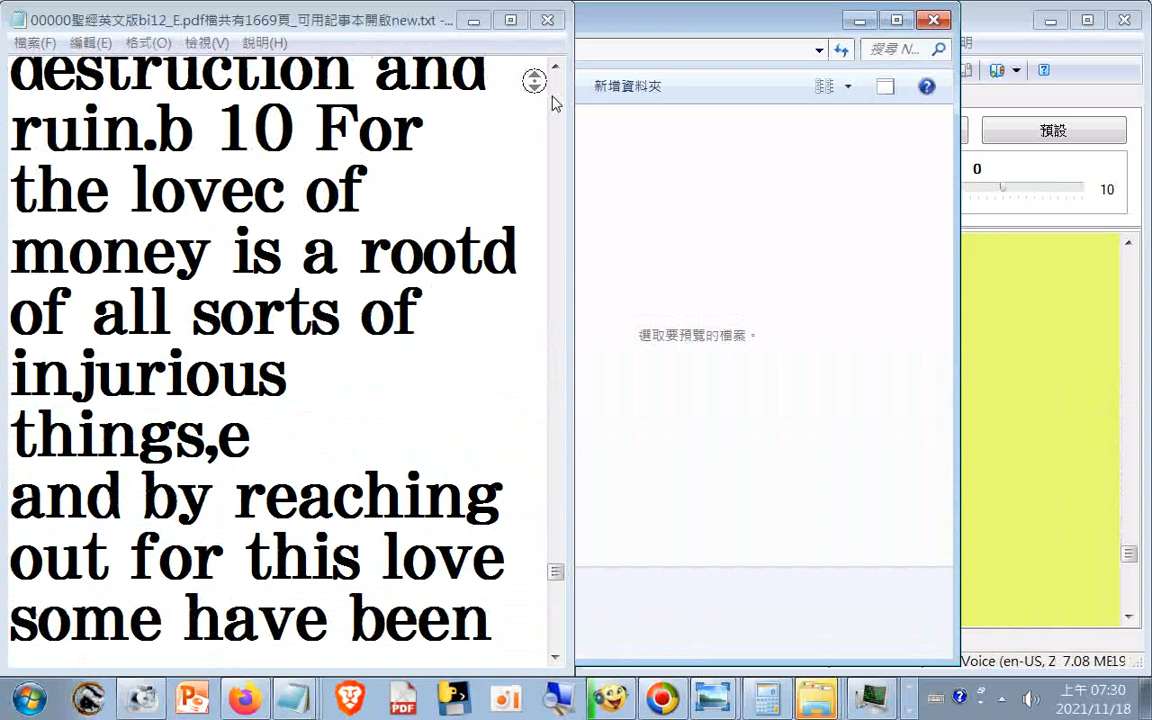 00000聖經英文版bi12_E.pdf檔共有1669頁_可用記事本開啟new.txt -...
檔案(F) 編輯(E) 格式(O) 檢視(V) 說明(H)
destruction and
ruin.b 10 For
the lovec of
money is a rootd
of all sorts of
injurious
things,e
and by reaching
out for this love
some have been
搜尋 N...
新增資料夾
選取要預覽的檔案。
明
預設
0
10
Voice (en-US, Z 7.08 ME19
PDF
上午 07:30
2021/11/18